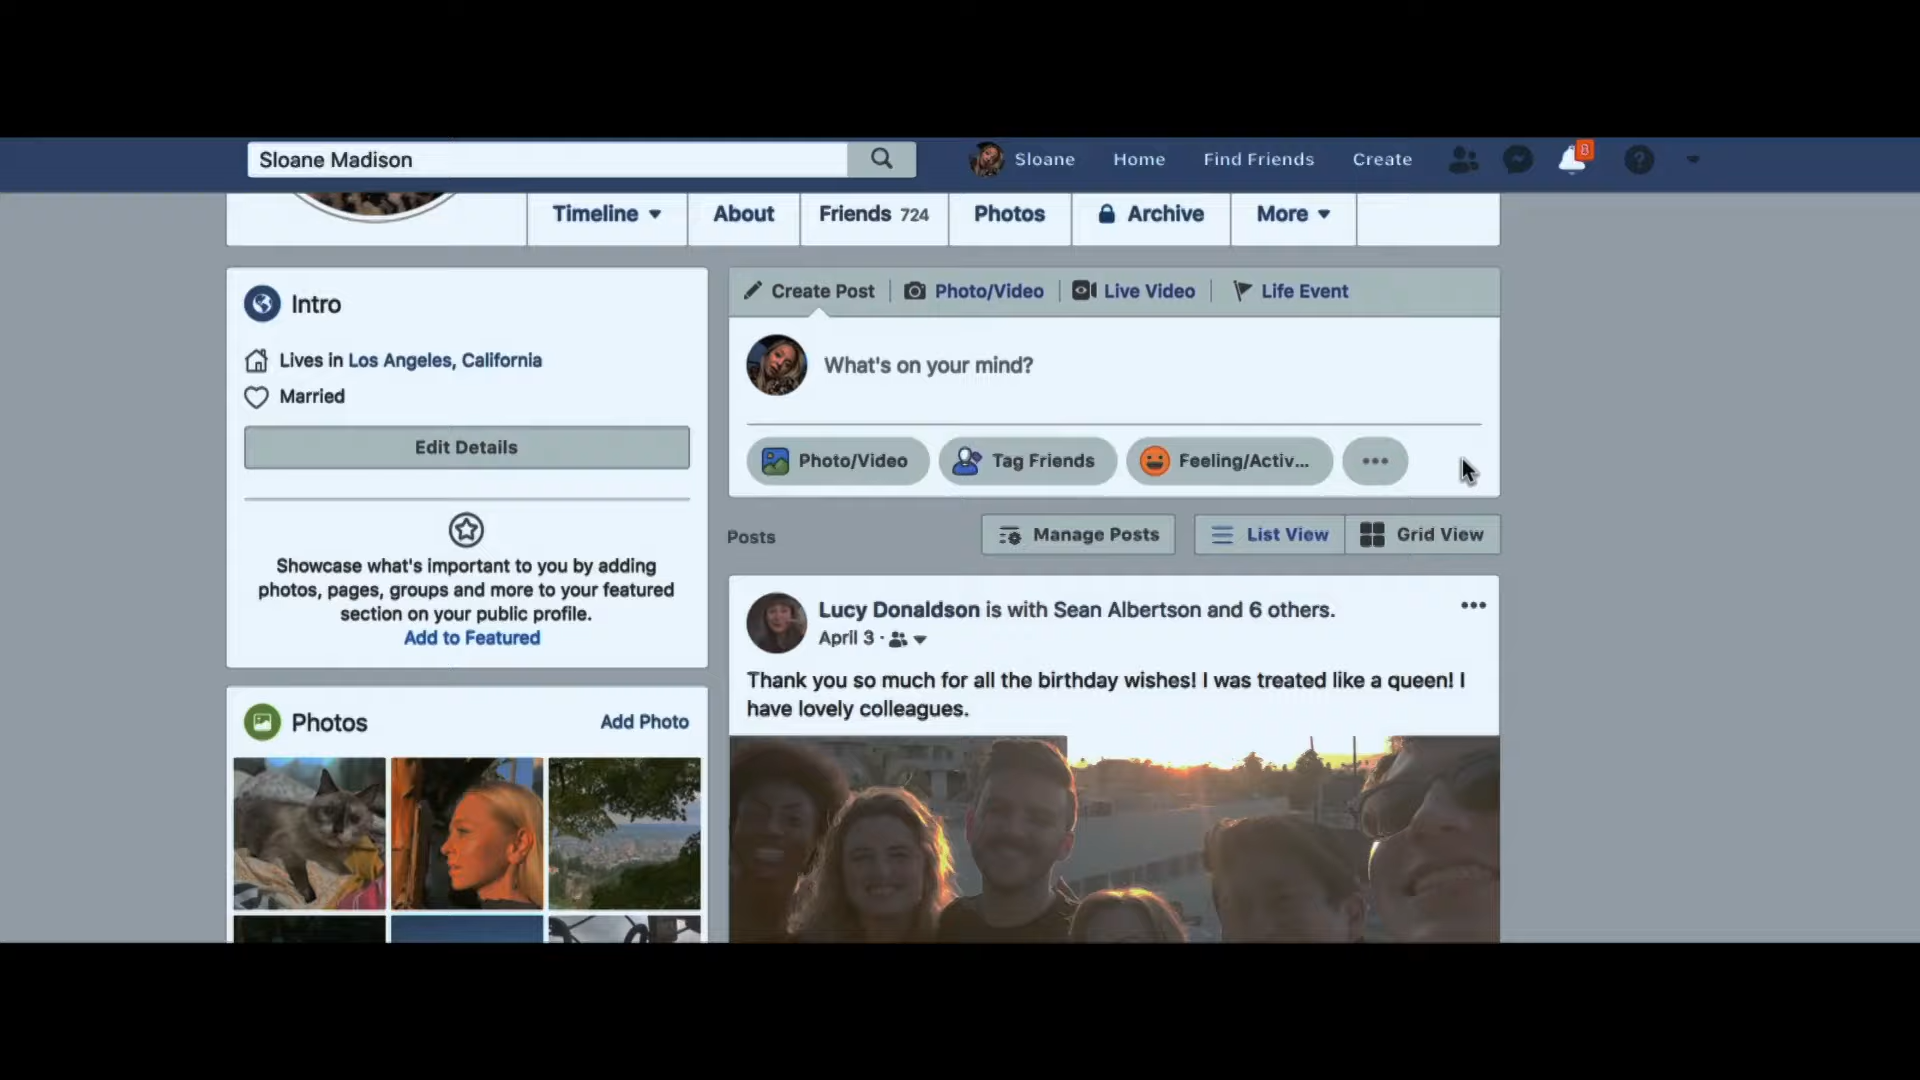 Sloane Madison
Sloane
Home
Find Friends
Create
8
?
Timeline
About
Friends 724
Photos
Archive
More
Intro
Lives in Los Angeles, California
Married
Edit Details
Showcase what's important to you by adding
photos, pages, groups and more to your featured
section on your public profile.
Add to Featured
Photos
Add Photo
Create Post
Photo/Video
Live Video
Life Event
What's on your mind?
Photo/Video
Tag Friends
Feeling/Activ...
Posts
Manage Posts
List View
Grid View
Lucy Donaldson is with Sean Albertson and 6 others.
April 3 ·
Thank you so much for all the birthday wishes! I was treated like a queen! I
have lovely colleagues.